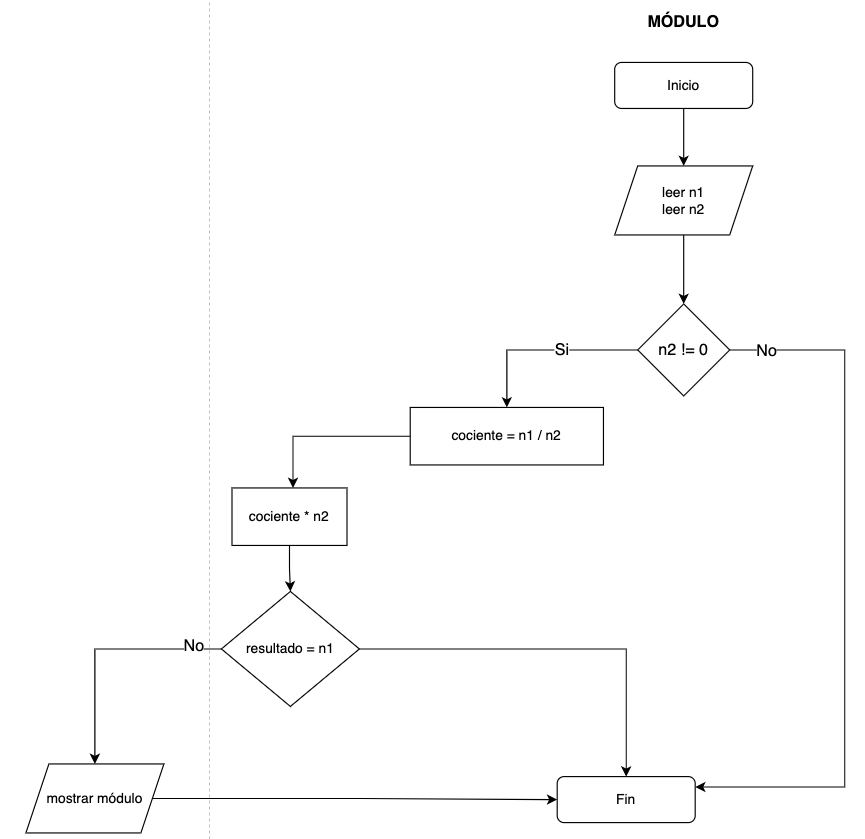 MÓDULO
Inicio
leer n1
leer n2
n2 != 0
Si
No
cociente = n1 / n2
cociente * n2
resultado = n1
No
mostrar módulo
Fin